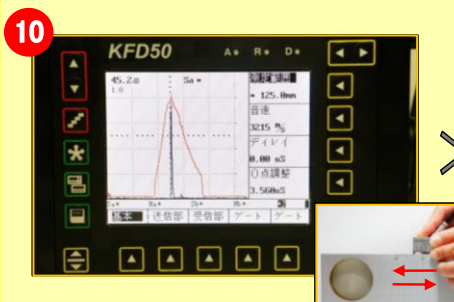 10
KFD50
A R D
45.2
Sa =
1.0
測定範囲
= 125.0mm
音速
3215 m/s
ディレイ
0.00 uS
０点調整
3.560uS
基本 送信部 受信部 ゲート ゲート